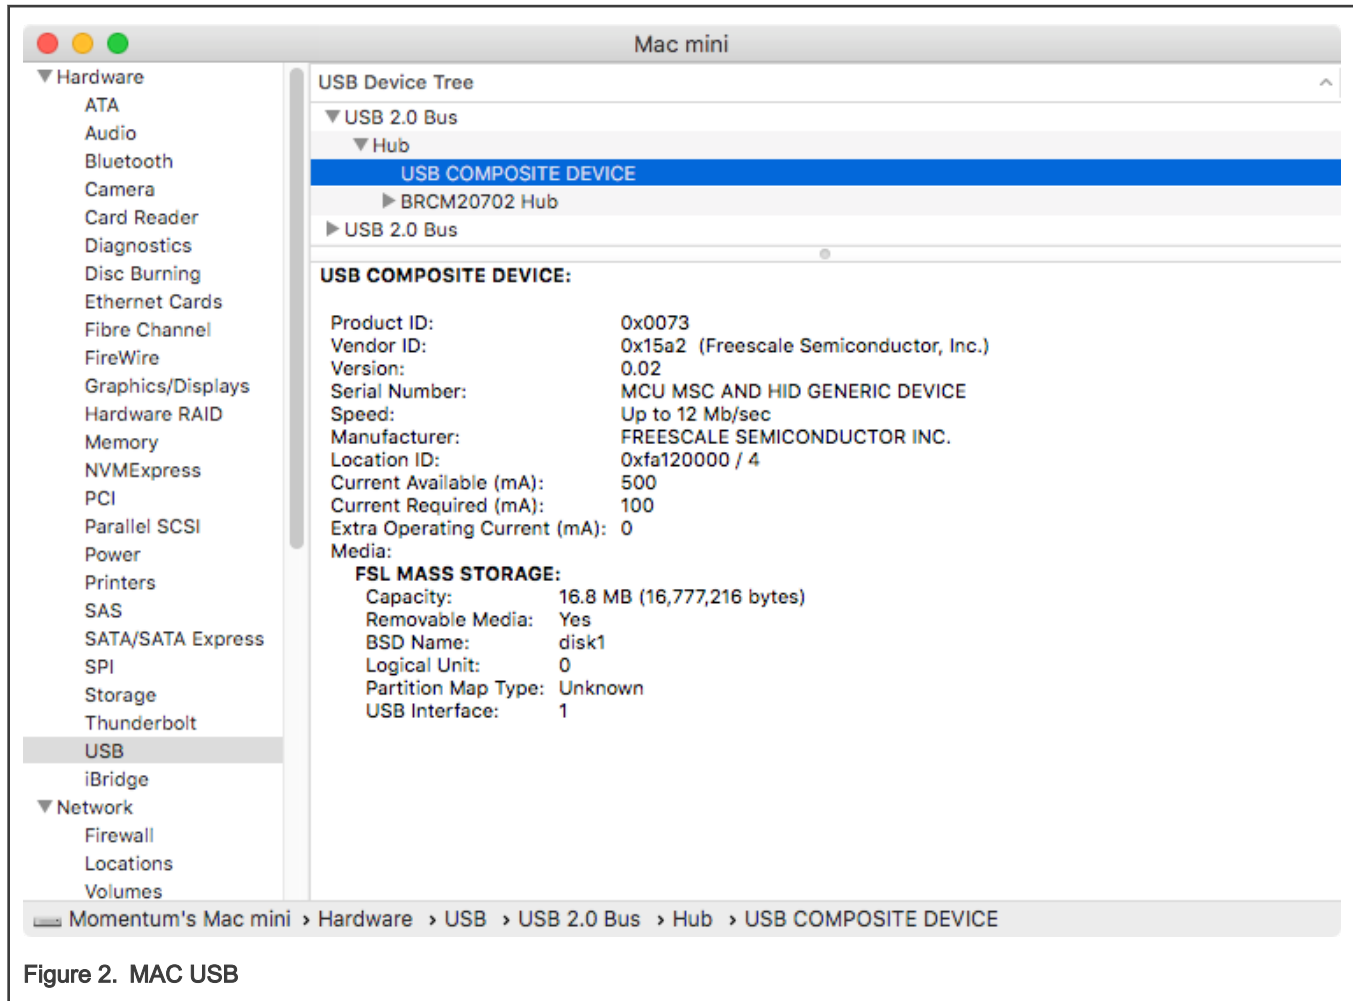 Mac mini
Hardware
ATA
Audio
Bluetooth
Camera
Card Reader
Diagnostics
Disc Burning
Ethernet Cards
Fibre Channel
FireWire
Graphics/Displays
Hardware RAID
Memory
NVMExpress
PCI
Parallel SCSI
Power
Printers
SAS
SATA/SATA Express
SPI
Storage
Thunderbolt
USB
iBridge
Network
Firewall
Locations
Volumes
USB Device Tree
USB 2.0 Bus
Hub
USB COMPOSITE DEVICE
BRCM20702 Hub
USB 2.0 Bus
USB COMPOSITE DEVICE:
Product ID: 0x0073
Vendor ID: 0x15a2 (Freescale Semiconductor, Inc.)
Version: 0.02
Serial Number: MCU MSC AND HID GENERIC DEVICE
Speed: Up to 12 Mb/sec
Manufacturer: FREESCALE SEMICONDUCTOR INC.
Location ID: 0xfa120000 / 4
Current Available (mA): 500
Current Required (mA): 100
Extra Operating Current (mA): 0
Media:
FSL MASS STORAGE:
Capacity: 16.8 MB (16,777,216 bytes)
Removable Media: Yes
BSD Name: disk1
Logical Unit: 0
Partition Map Type: Unknown
USB Interface: 1
Momentum's Mac mini › Hardware › USB › USB 2.0 Bus › Hub › USB COMPOSITE DEVICE
Figure 2. MAC USB